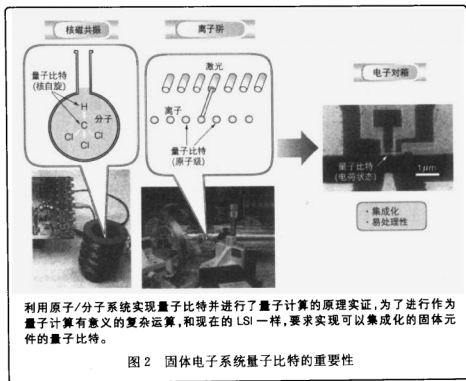 核磁共振
离子阱
电子对箱
量子比特
(核自旋)
H
C
Cl
Cl
Cl
分子
激光
离子
量子比特
(原子级)
量子比特
(电荷状态)
1μm
·集成化
·易处理性
利用原子/分子系统实现量子比特并进行了量子计算的原理实证,为了进行作为
量子计算有意义的复杂运算,和现在的 LSI 一样,要求实现可以集成化的固体元
件的量子比特。
图 2 固体电子系统量子比特的重要性